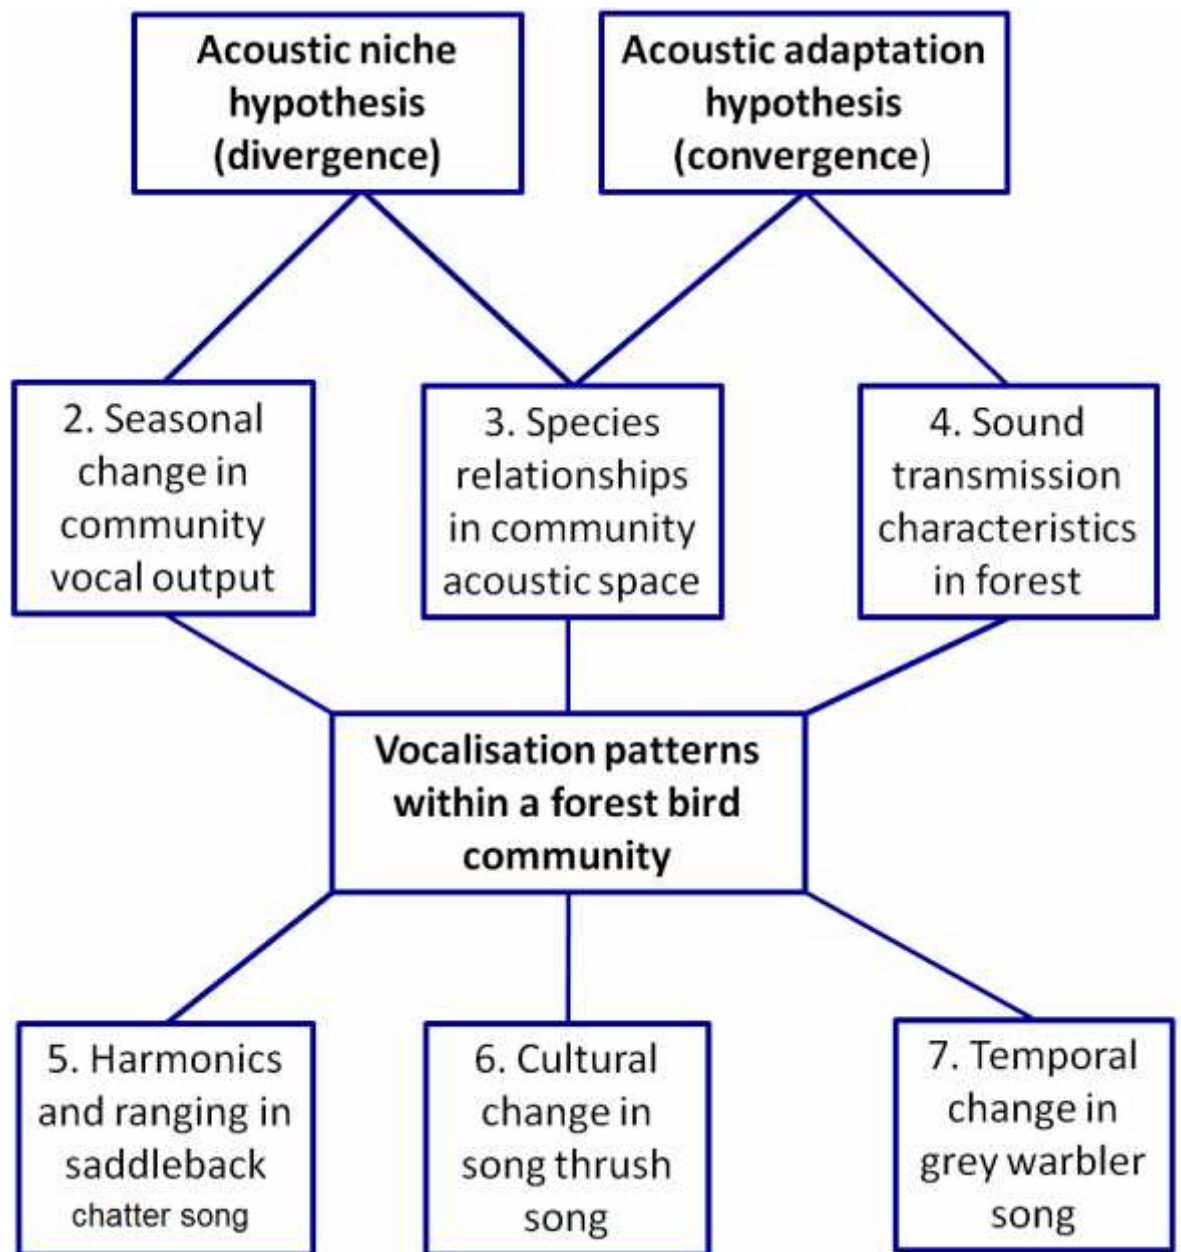 Acoustic niche
hypothesis
(divergence)
Acoustic adaptation
hypothesis
(convergence)
2. Seasonal
change in
community
vocal output
3. Species
relationships
in community
acoustic space
4. Sound
transmission
characteristics
in forest
Vocalisation patterns
within a forest bird
community
5. Harmonics
and ranging in
saddleback
chatter song
6. Cultural
change in
song thrush
song
7. Temporal
change in
grey warbler
song